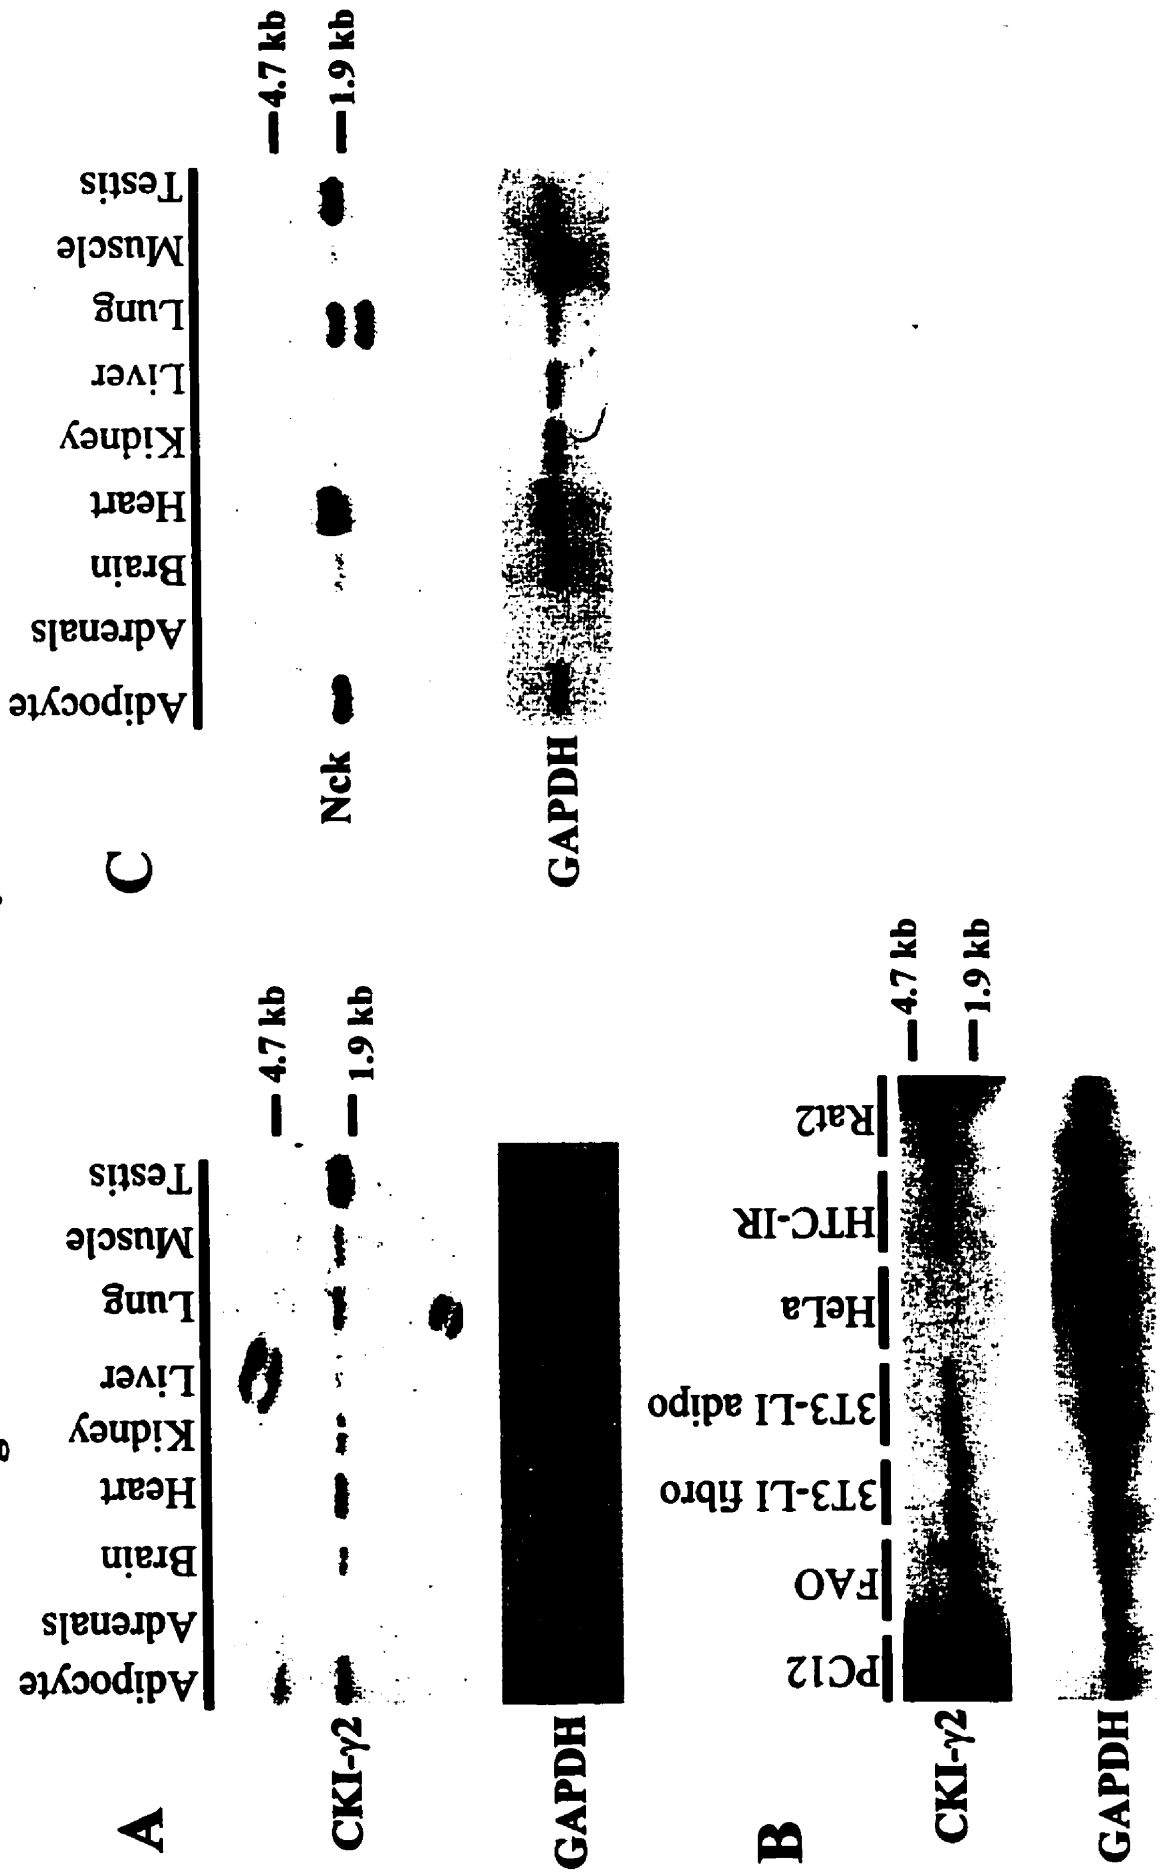 A
Adipocyte
Adrenals
Brain
Heart
Kidney
Liver
Lung
Muscle
Testis
CKI-γ2
4.7 kb
1.9 kb
GAPDH
B
PC12
FAO
3T3-LI fibro
3T3-LI adipo
HeLa
HTC-IR
Rat2
CKI-γ2
4.7 kb
1.9 kb
GAPDH
C
Adipocyte
Adrenals
Brain
Heart
Kidney
Liver
Lung
Muscle
Testis
Nck
4.7 kb
1.9 kb
GAPDH